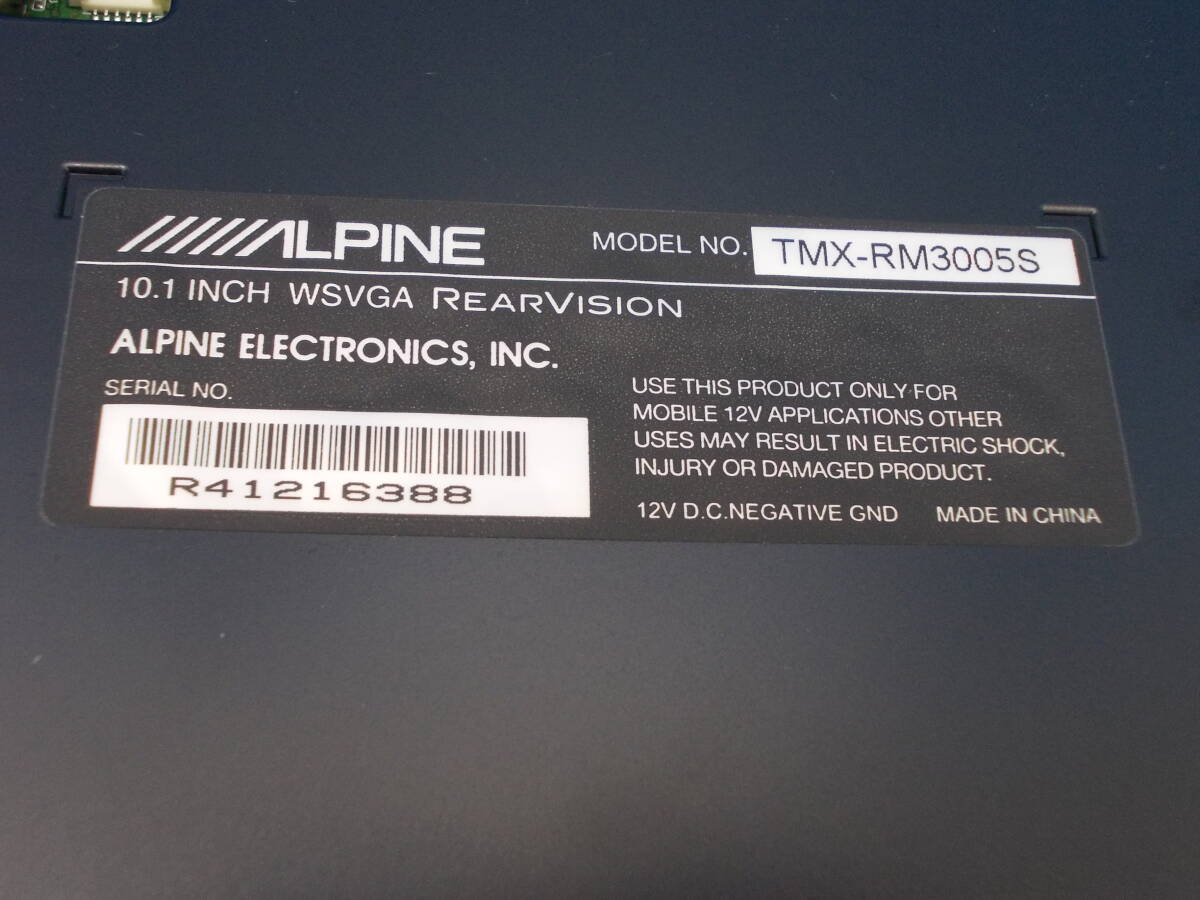 ALPINE
MODEL NO. TMX-RM3005S
10.1 INCH WSVGA REARVISION
ALPINE ELECTRONICS, INC.
SERIAL NO.
R41216388
USE THIS PRODUCT ONLY FOR
MOBILE 12V APPLICATIONS OTHER
USES MAY RESULT IN ELECTRIC SHOCK,
INJURY OR DAMAGED PRODUCT.
12V D.C.NEGATIVE GND MADE IN CHINA